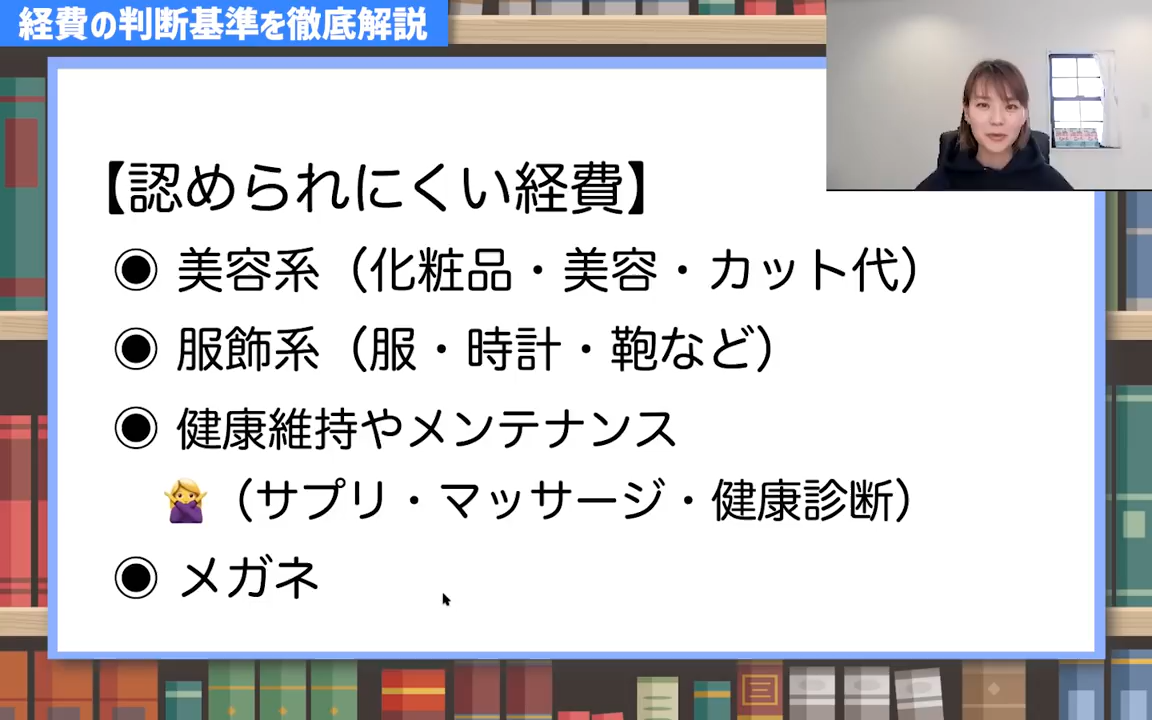 経費の判断基準を徹底解説
【認められにくい経費】
◉ 美容系（化粧品・美容・カット代）
◉ 服飾系（服・時計・鞄など）
◉ 健康維持やメンテナンス
🙅‍♀️（サプリ・マッサージ・健康診断）
◉ メガネ